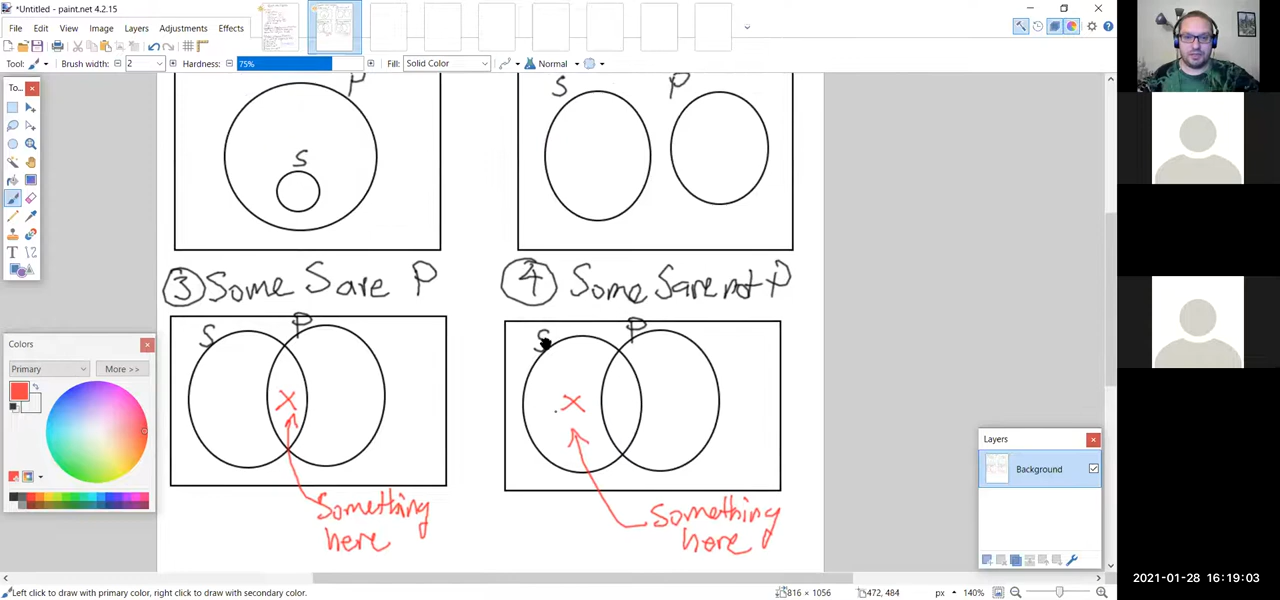 *Untitled - paint.net 4.2.15
File Edit View Image Layers Adjustments Effects
Tool: Brush width: 2 Hardness: 75% Fill: Solid Color Normal
To...
P
S
S P
③ Some S are P
④ Some S are not P
S P
X
Something
here
S P
X
Something
here
Colors
Primary More >>
Layers
Background
Left click to draw with primary color, right click to draw with secondary color.
816 x 1056 472, 484 px 140%
2021-01-28 16:19:03